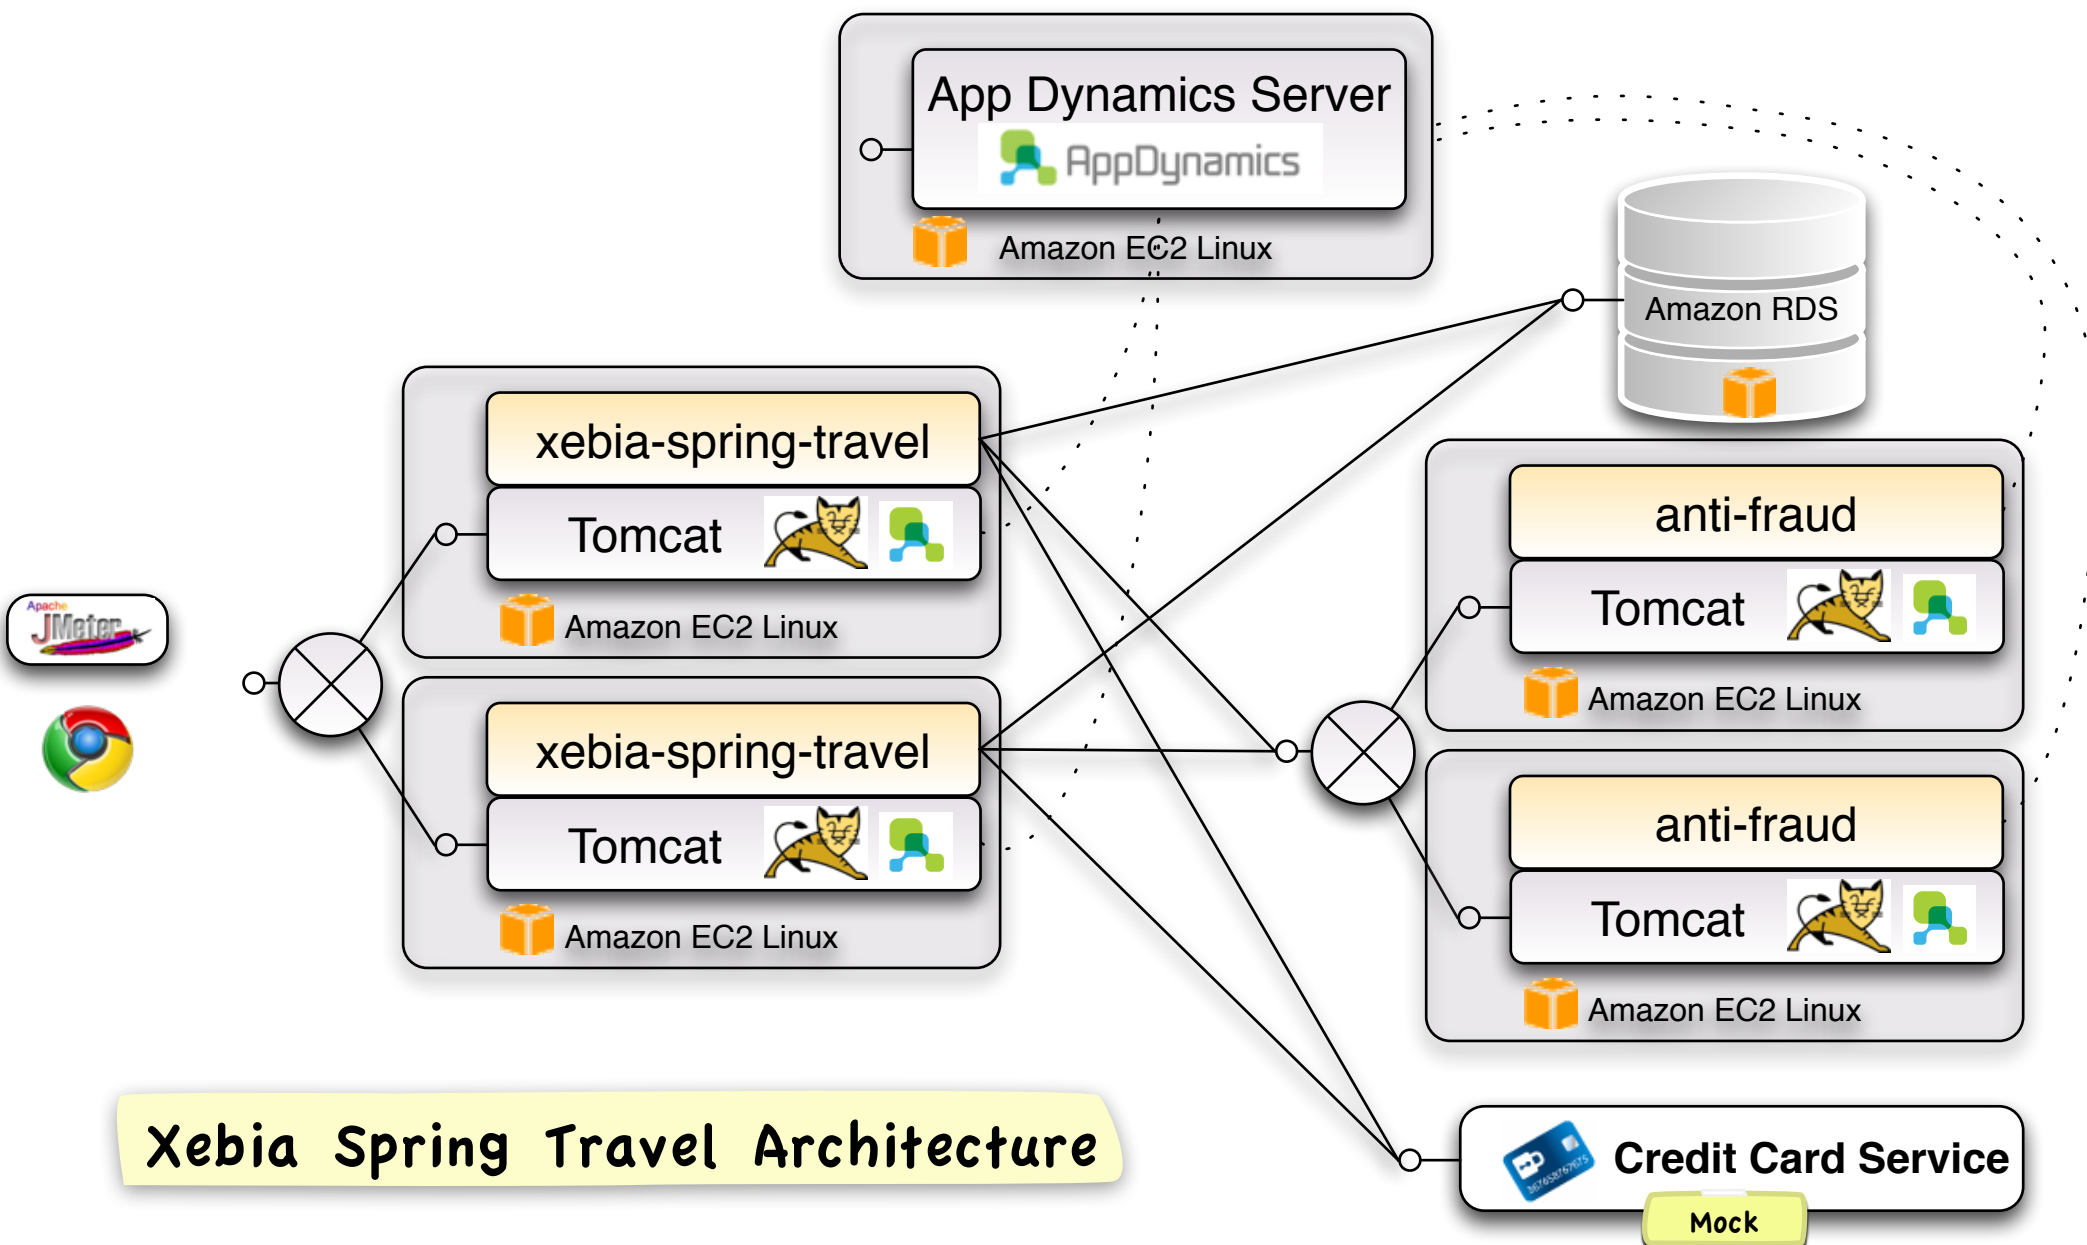 App Dynamics Server
AppDynamics
Amazon EC2 Linux
Amazon RDS
xebia-spring-travel
Tomcat
Amazon EC2 Linux
anti-fraud
Tomcat
Amazon EC2 Linux
Apache
JMeter
xebia-spring-travel
Tomcat
Amazon EC2 Linux
anti-fraud
Tomcat
Amazon EC2 Linux
Xebia Spring Travel Architecture
Credit Card Service
Mock